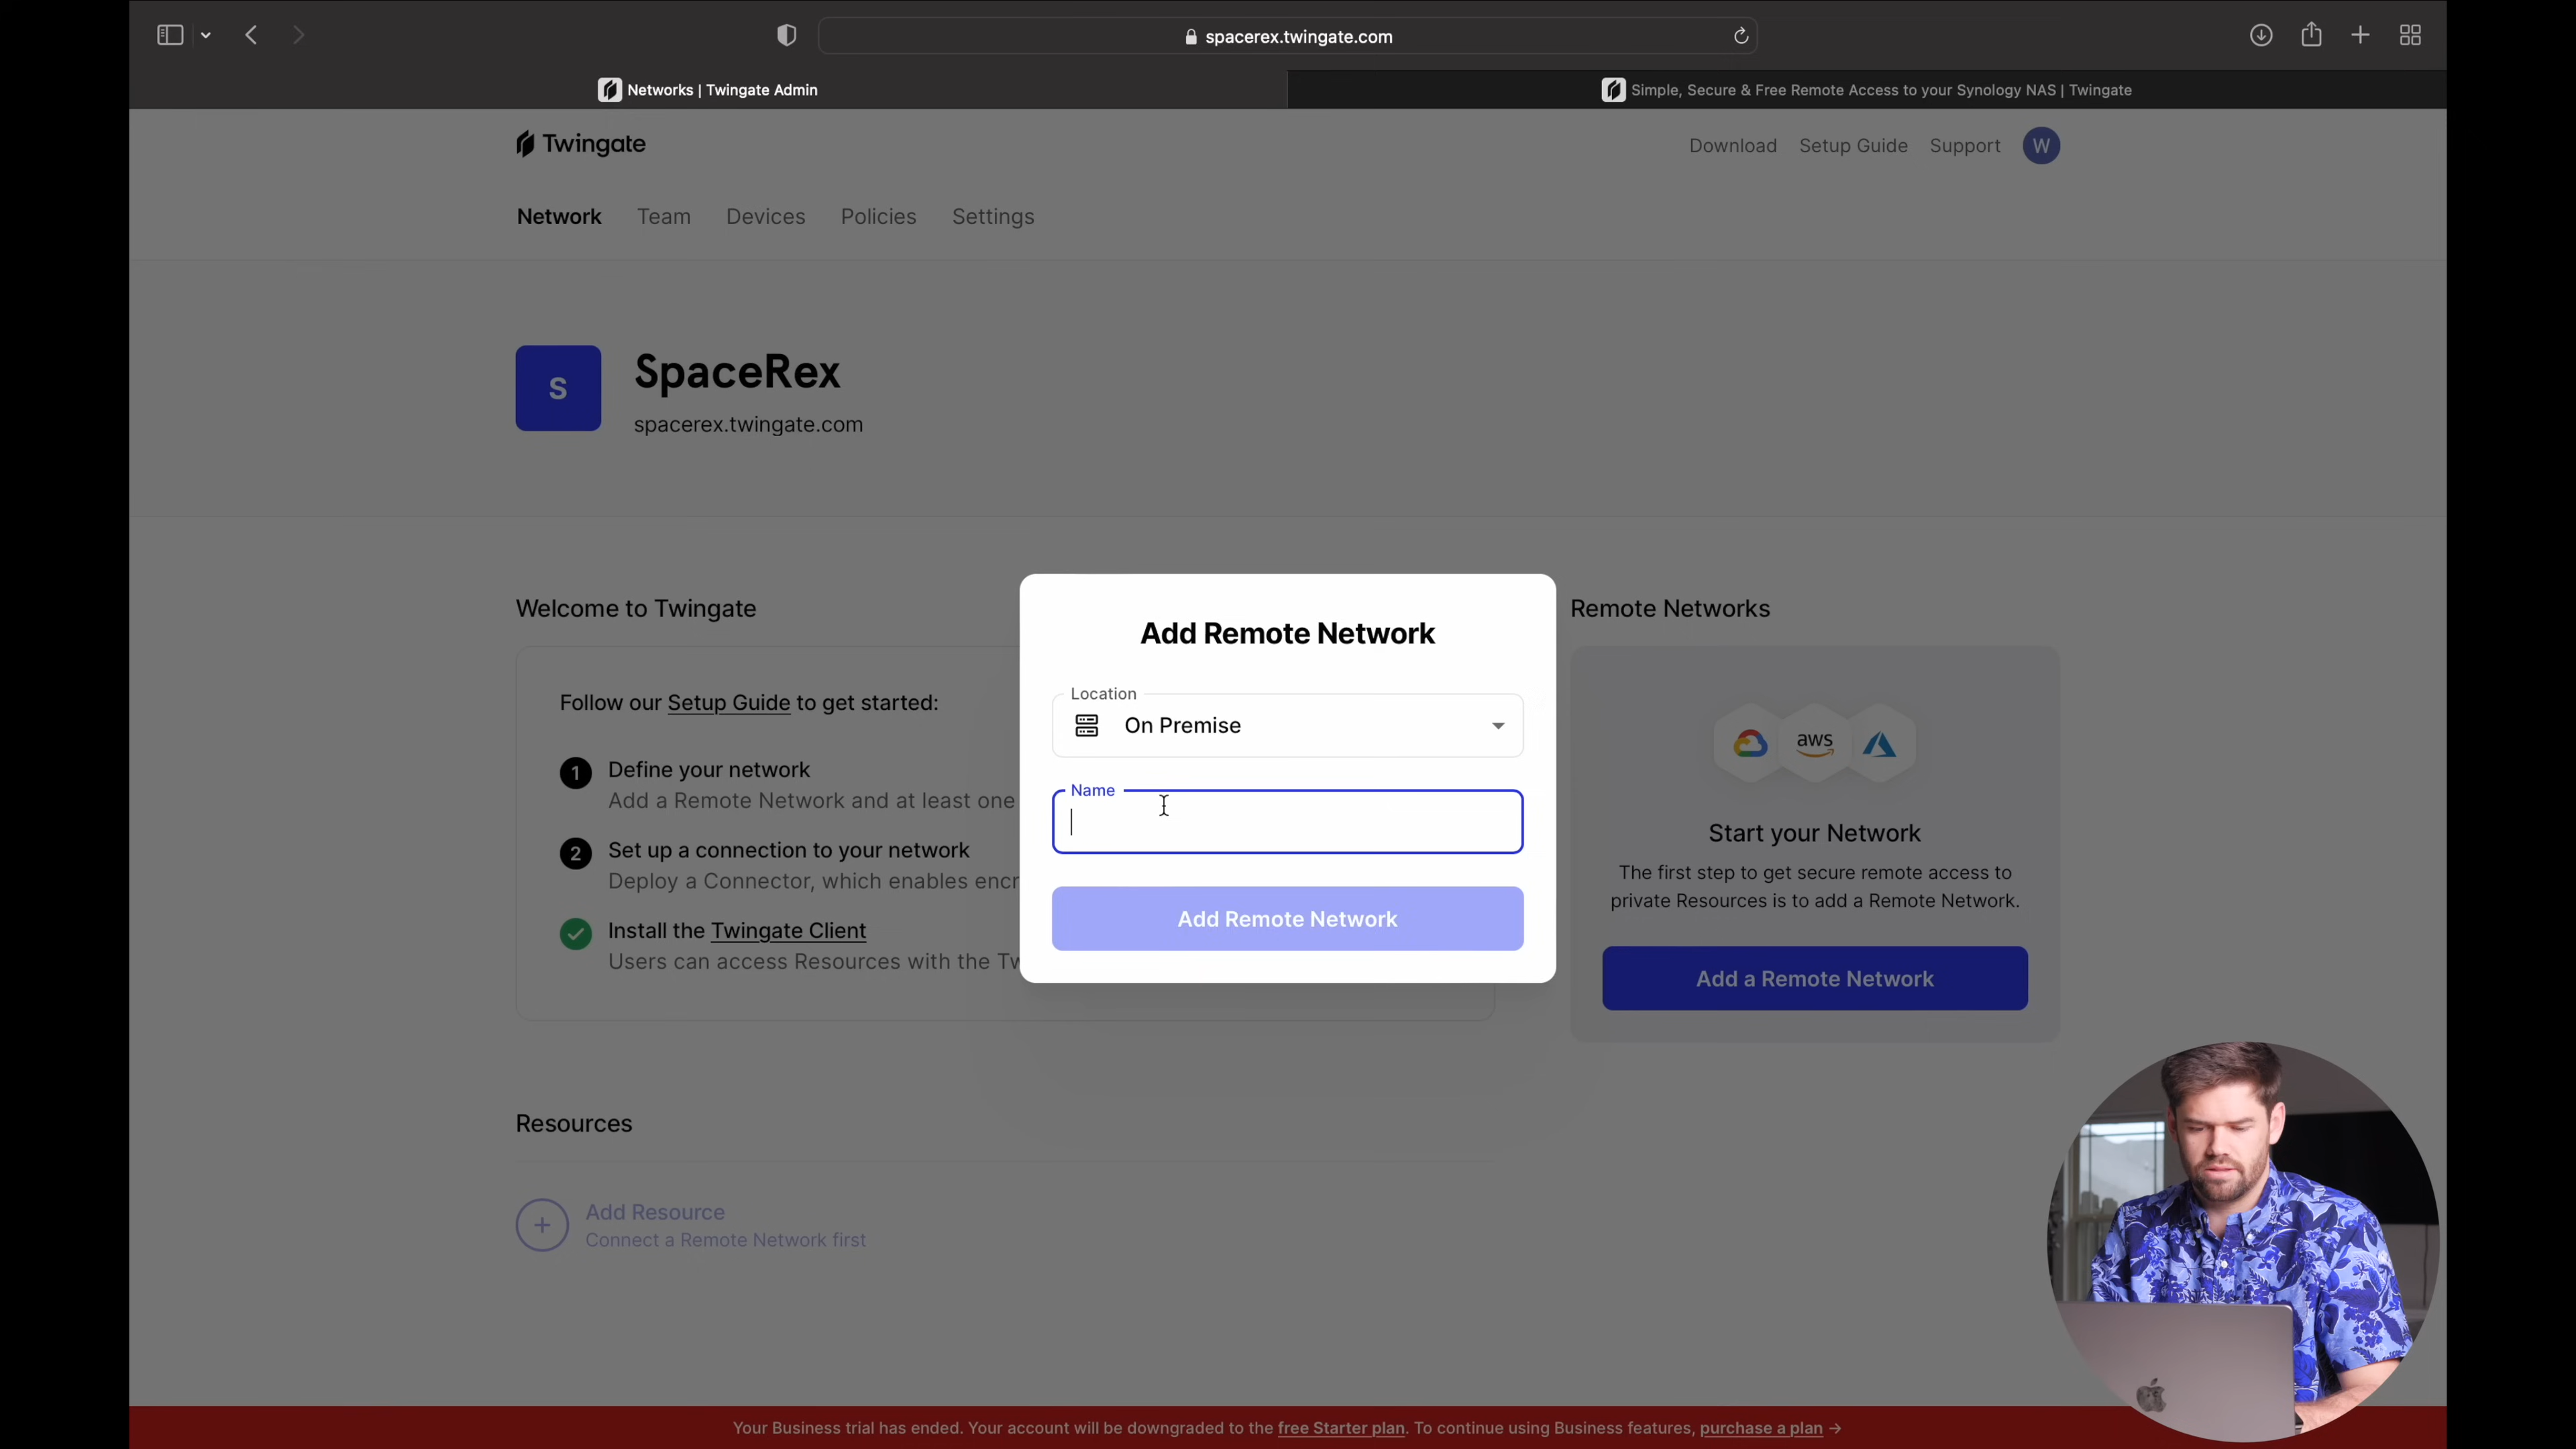 spacerex.twingate.com
Networks | Twingate Admin
Simple, Secure & Free Remote Access to your Synology NAS | Twingate
Twingate
Download Setup Guide Support W
Network Team Devices Policies Settings
S
SpaceRex
spacerex.twingate.com
Welcome to Twingate
Follow our Setup Guide to get started:
1 Define your network
Add a Remote Network and at least one
2 Set up a connection to your network
Deploy a Connector, which enables encr
Install the Twingate Client
Users can access Resources with the Tw
Add Remote Network
Location
On Premise
Name
Add Remote Network
Remote Networks
aws
Start your Network
The first step to get secure remote access to
private Resources is to add a Remote Network.
Add a Remote Network
Resources
Add Resource
Connect a Remote Network first
Your Business trial has ended. Your account will be downgraded to the free Starter plan. To continue using Business features, purchase a plan →